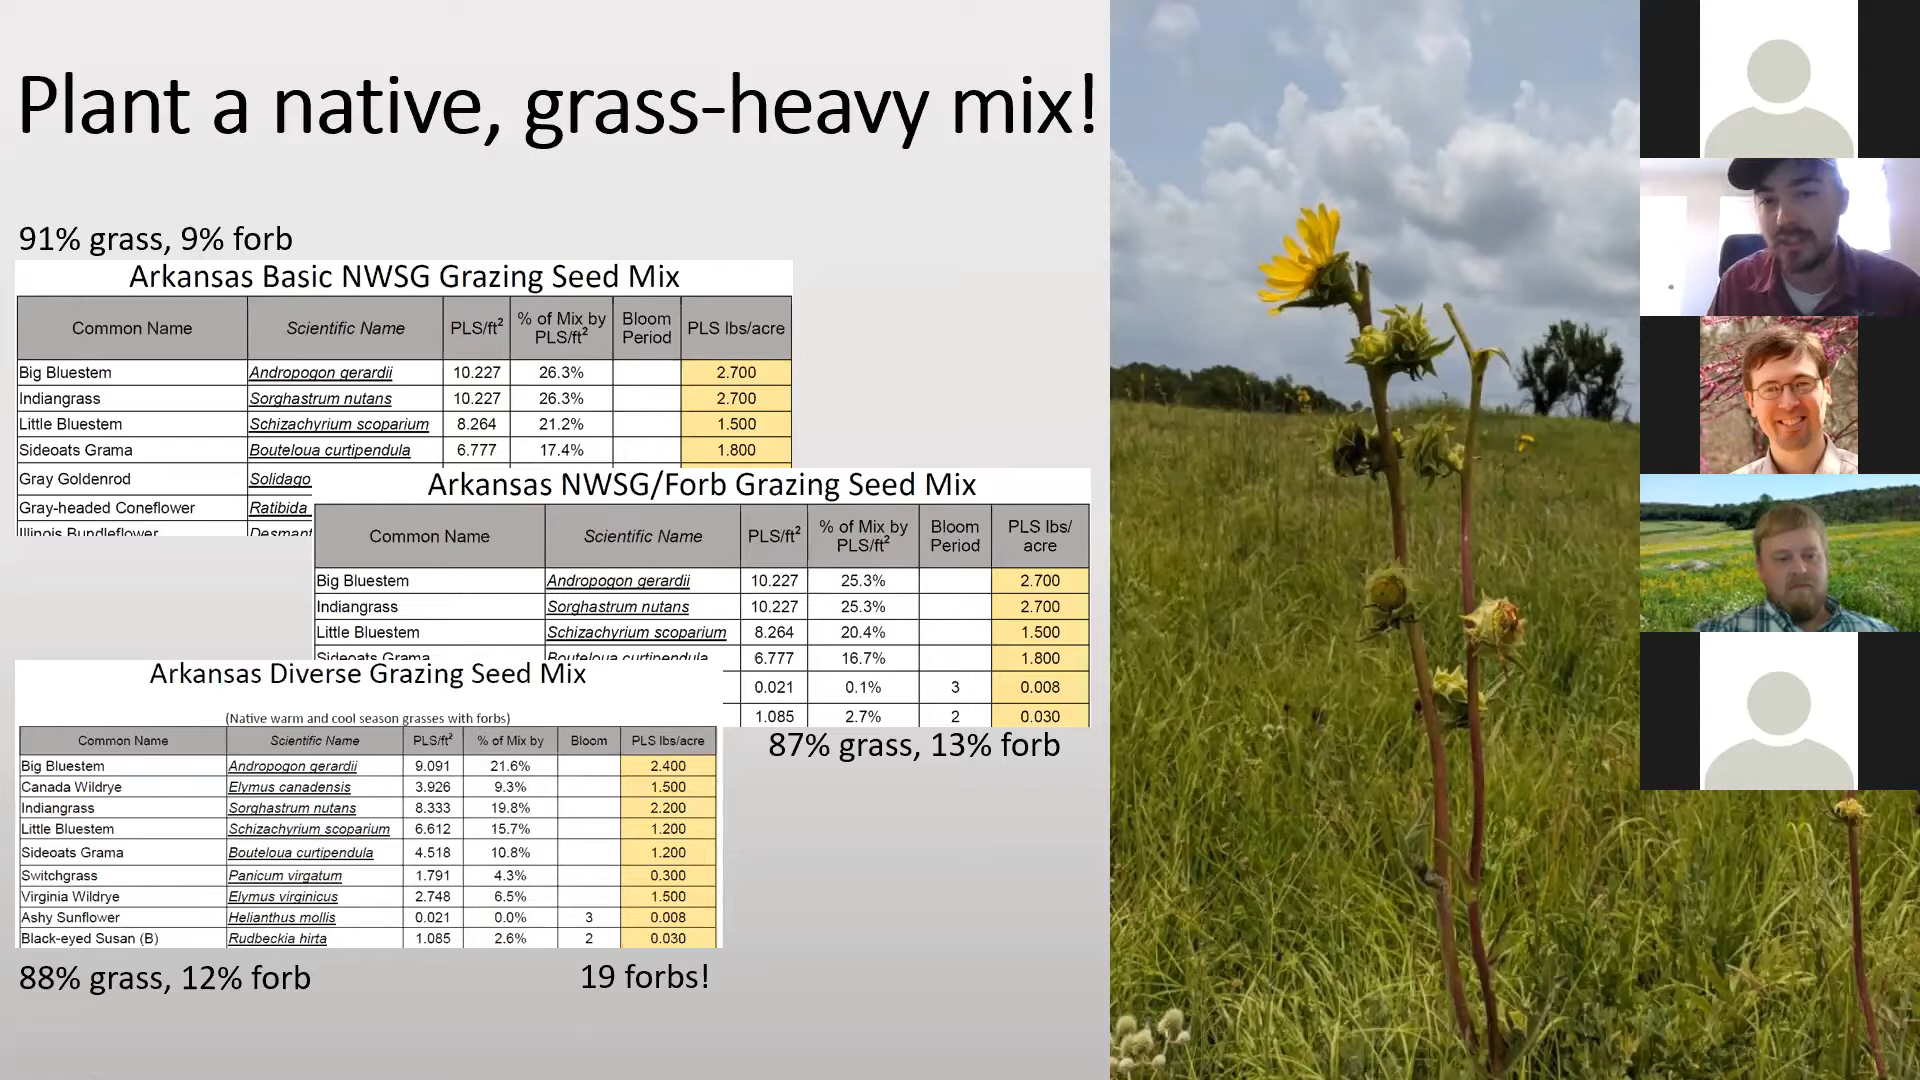 Plant a native, grass-heavy mix!
91% grass, 9% forb
Arkansas Basic NWSG Grazing Seed Mix
Common Name Scientific Name PLS/ft² % of Mix by PLS/ft² Bloom Period PLS lbs/acre
Big Bluestem Andropogon gerardii 10.227 26.3% 2.700
Indiangrass Sorghastrum nutans 10.227 26.3% 2.700
Little Bluestem Schizachyrium scoparium 8.264 21.2% 1.500
Sideoats Grama Bouteloua curtipendula 6.777 17.4% 1.800
Gray Goldenrod Solidago
Gray-headed Coneflower Ratibida
Illinois Bundleflower Desmant
Arkansas NWSG/Forb Grazing Seed Mix
Common Name Scientific Name PLS/ft² % of Mix by PLS/ft² Bloom Period PLS lbs/ acre
Big Bluestem Andropogon gerardii 10.227 25.3% 2.700
Indiangrass Sorghastrum nutans 10.227 25.3% 2.700
Little Bluestem Schizachyrium scoparium 8.264 20.4% 1.500
Sideoats Grama Bouteloua curtipendula 6.777 16.7% 1.800
0.021 0.1% 3 0.008
1.085 2.7% 2 0.030
87% grass, 13% forb
Arkansas Diverse Grazing Seed Mix
(Native warm and cool season grasses with forbs)
Common Name Scientific Name PLS/ft² % of Mix by Bloom PLS lbs/acre
Big Bluestem Andropogon gerardii 9.091 21.6% 2.400
Canada Wildrye Elymus canadensis 3.926 9.3% 1.500
Indiangrass Sorghastrum nutans 8.333 19.8% 2.200
Little Bluestem Schizachyrium scoparium 6.612 15.7% 1.200
Sideoats Grama Bouteloua curtipendula 4.518 10.8% 1.200
Switchgrass Panicum virgatum 1.791 4.3% 0.300
Virginia Wildrye Elymus virginicus 2.748 6.5% 1.500
Ashy Sunflower Helianthus mollis 0.021 0.0% 3 0.008
Black-eyed Susan (B) Rudbeckia hirta 1.085 2.6% 2 0.030
88% grass, 12% forb
19 forbs!